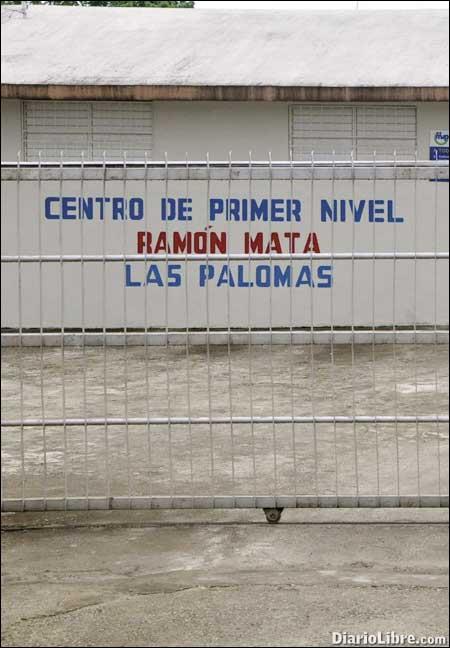 CENTRO DE PRIMER NIVEL
RAMÓN MATA
LAS PALOMAS
DiarioLibre.com